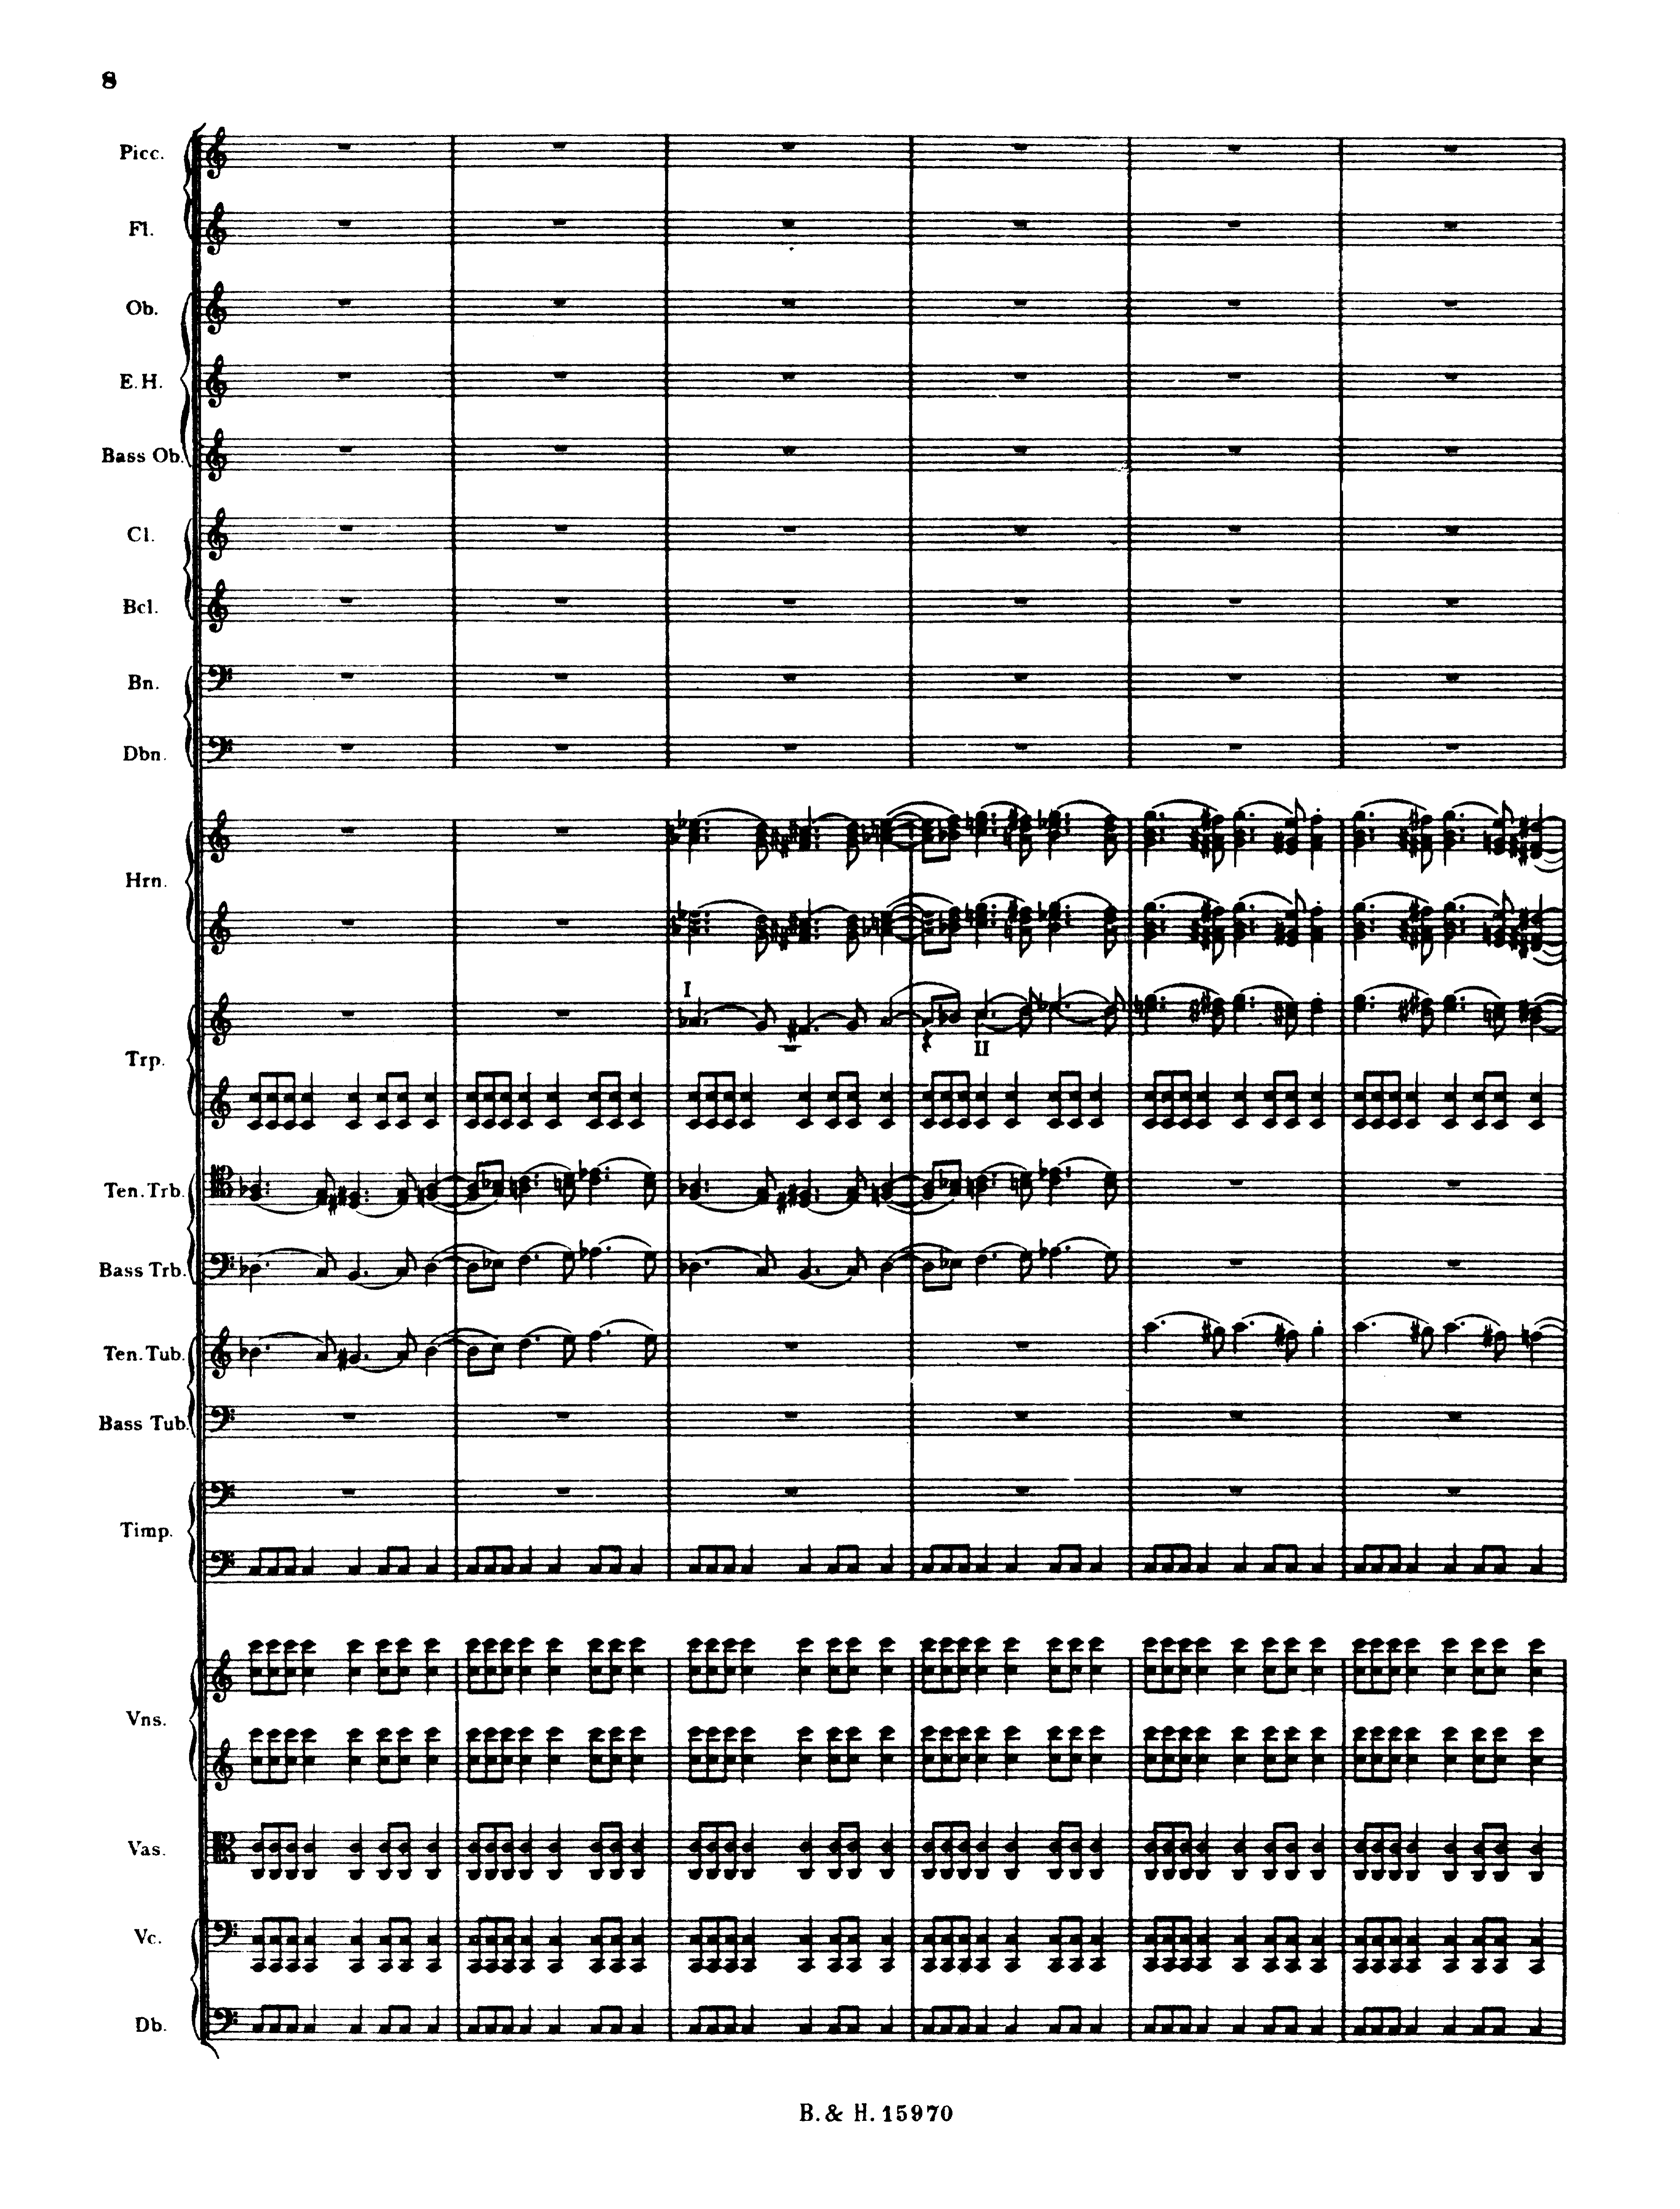 8
Picc.
Fl.
Ob.
E. H.
Bass Ob.
Cl.
Bcl.
Bn.
Dbn.
Hrn.
I
II
Trp.
Ten. Trb.
Bass Trb.
Ten. Tub.
Bass Tub.
Timp.
Vns.
Vas.
Vc.
Db.
B. & H. 15970